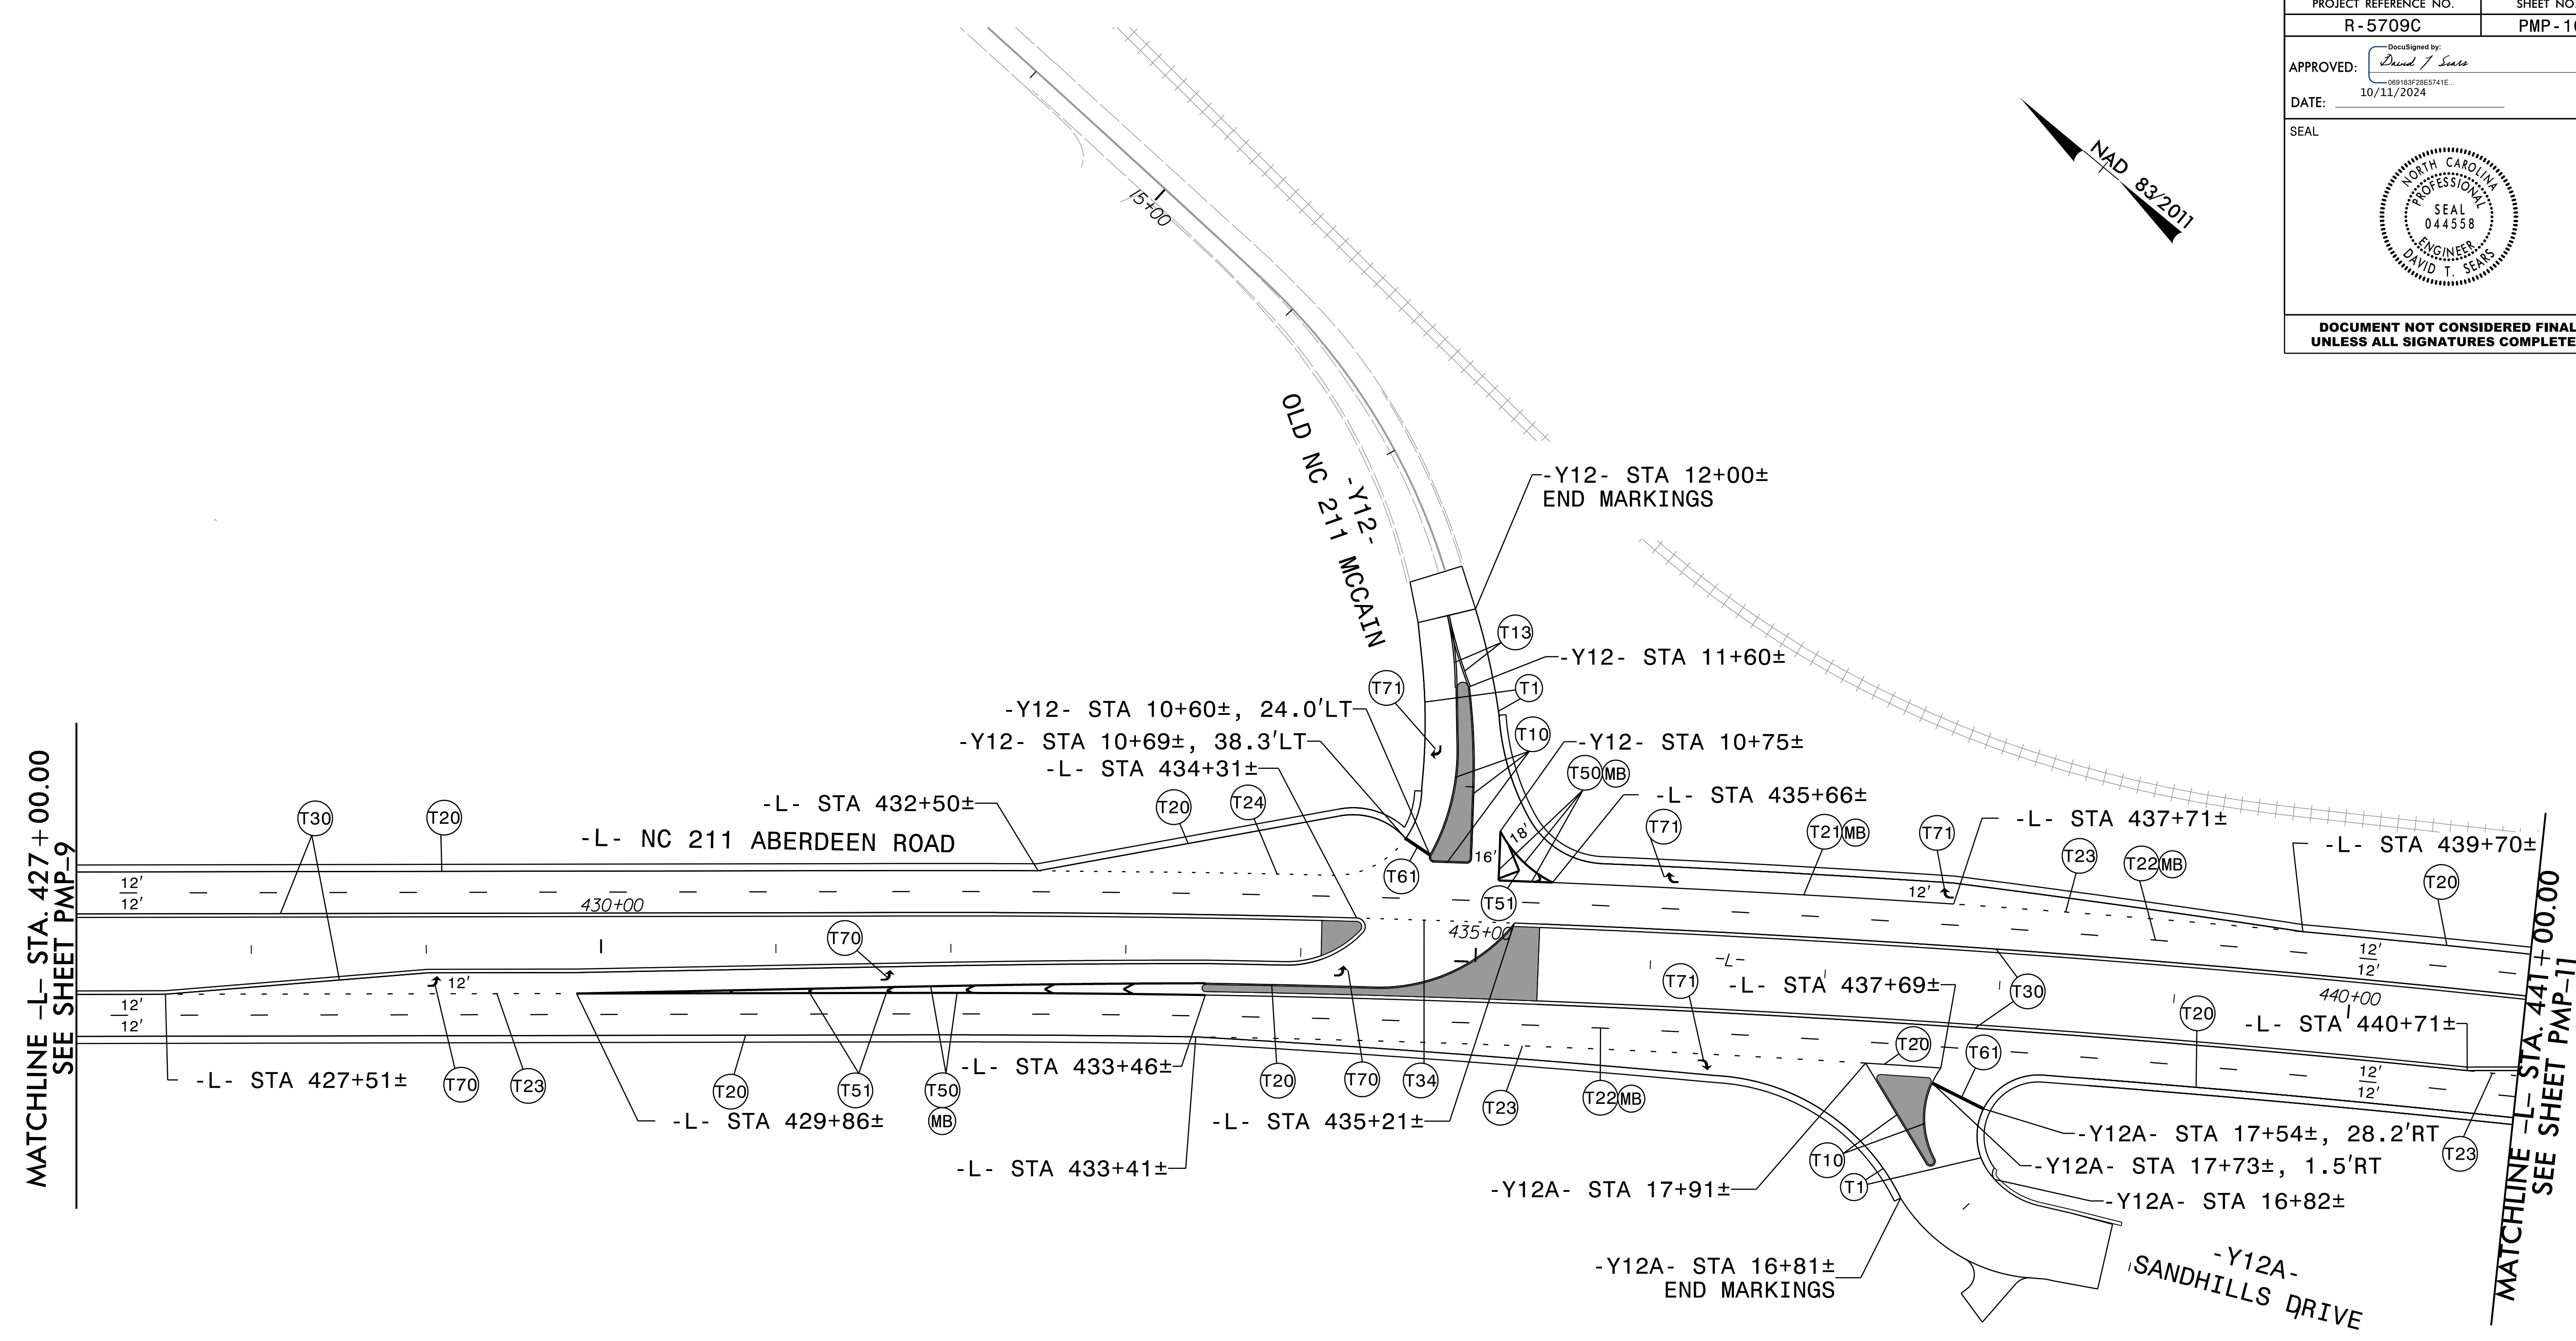 PROJECT REFERENCE NO.
SHEET NO.
R-5709C
PMP-10
DocuSigned by:
APPROVED:
David T Sears
069183F28E5741E...
10/11/2024
DATE:
SEAL
NORTH CAROLINA
PROFESSIONAL
SEAL
044558
ENGINEER
DAVID T. SEARS
DOCUMENT NOT CONSIDERED FINAL
UNLESS ALL SIGNATURES COMPLETE
NAD 83/2011
15+00
-Y12-
OLD NC 211 MCCAIN
-Y12- STA 12+00±
END MARKINGS
T13
-Y12- STA 11+60±
T71
T1
-Y12- STA 10+60±, 24.0'LT
-Y12- STA 10+69±, 38.3'LT
-L- STA 434+31±
T10
-Y12- STA 10+75±
T50 MB
-L- STA 435+66±
-L- STA 432+50±
T20
T24
T30
T20
-L- NC 211 ABERDEEN ROAD
18'
16'
T61
T51
T71
T21 MB
T71
-L- STA 437+71±
T23
T22 MB
-L- STA 439+70±
T20
12'
12'
12'
430+00
435+00
12'
12'
T70
12'
12'
12'
-L-
T71
-L- STA 437+69±
T30
440+00
T20
-L- STA 440+71±
12'
12'
-L- STA 427+51±
T70
T23
T20
T51
T50
MB
-L- STA 433+46±
T20
T70
T34
T23
T22 MB
T20
T61
-L- STA 429+86±
-L- STA 435+21±
-L- STA 433+41±
T10
T1
-Y12A- STA 17+54±, 28.2'RT
-Y12A- STA 17+73±, 1.5'RT
T23
-Y12A- STA 17+91±
-Y12A- STA 16+82±
-Y12A- STA 16+81±
END MARKINGS
-Y12A-
SANDHILLS DRIVE
MATCHLINE -L- STA. 427+00.00
SEE SHEET PMP-9
MATCHLINE -L- STA. 441+00.00
SEE SHEET PMP-11